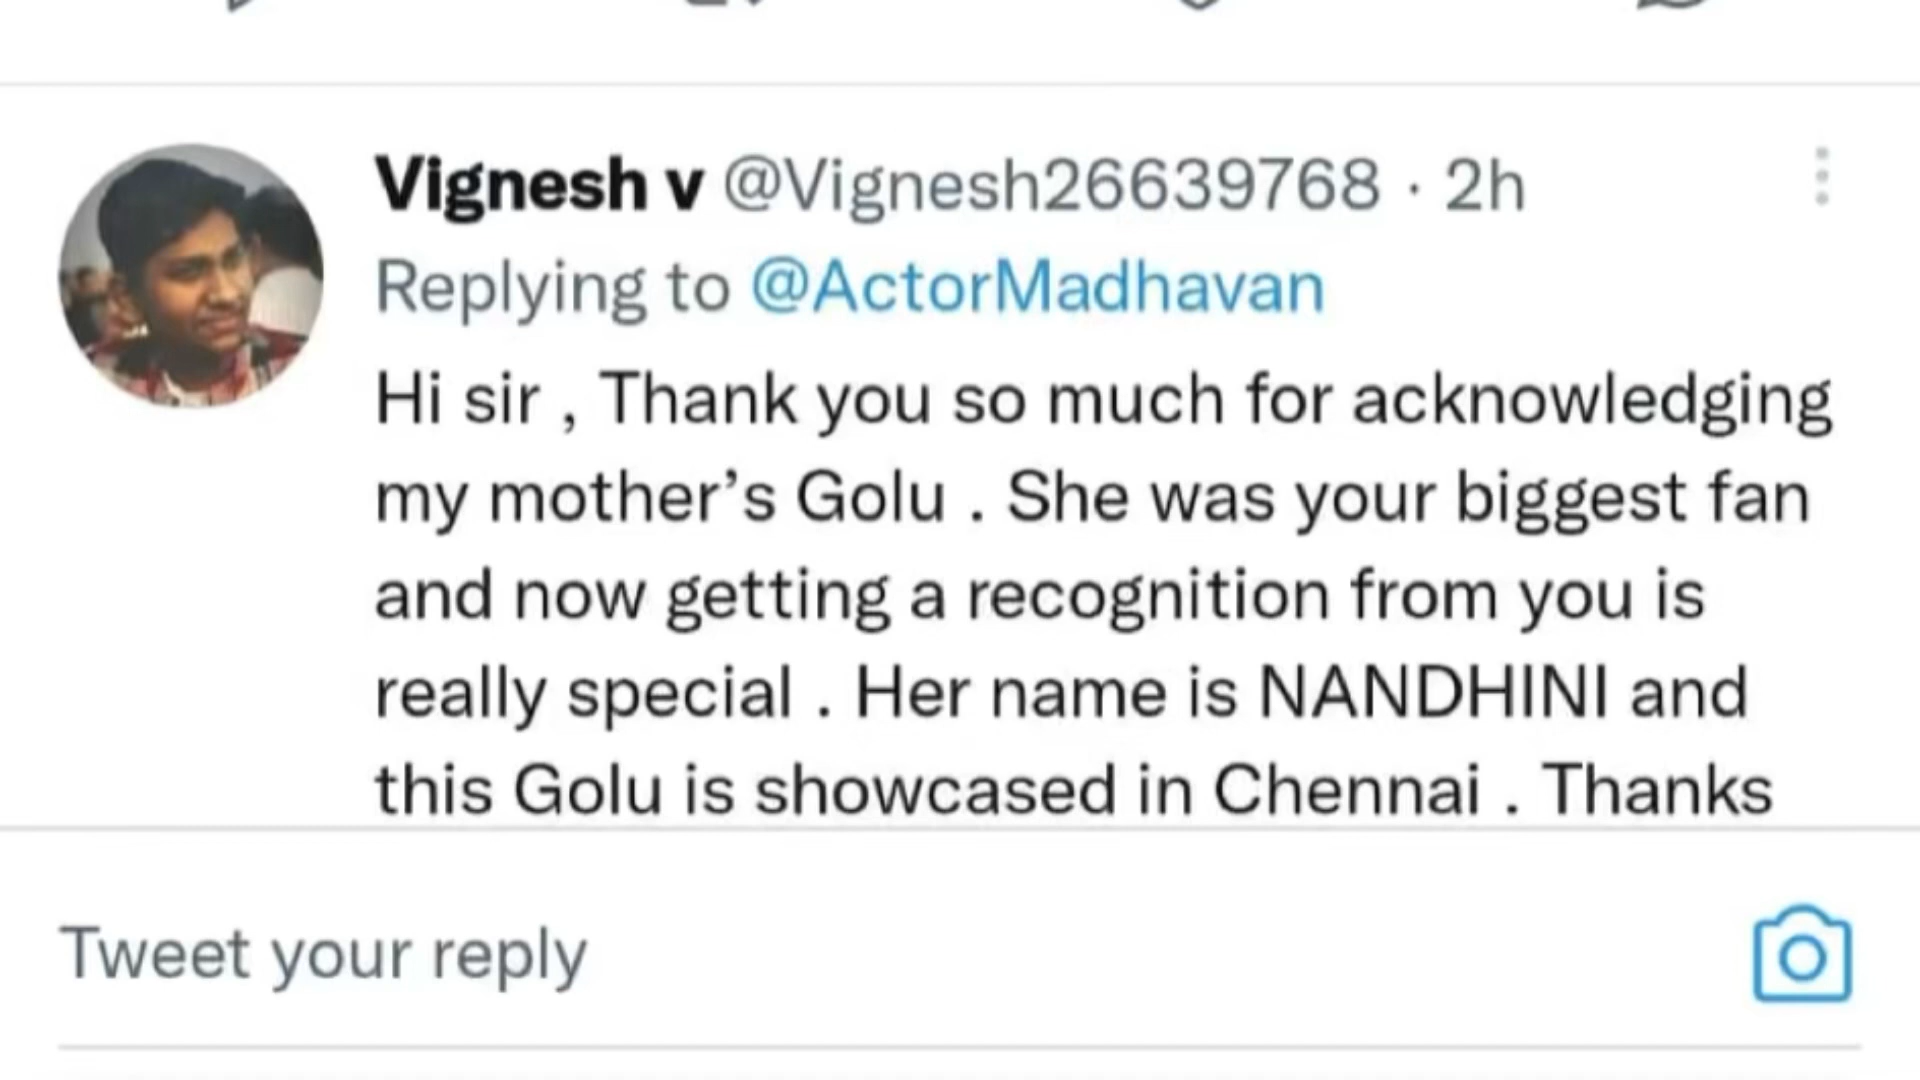 Vignesh v @Vignesh26639768 · 2h
Replying to @ActorMadhavan
Hi sir , Thank you so much for acknowledging
my mother’s Golu . She was your biggest fan
and now getting a recognition from you is
really special . Her name is NANDHINI and
this Golu is showcased in Chennai . Thanks
Tweet your reply